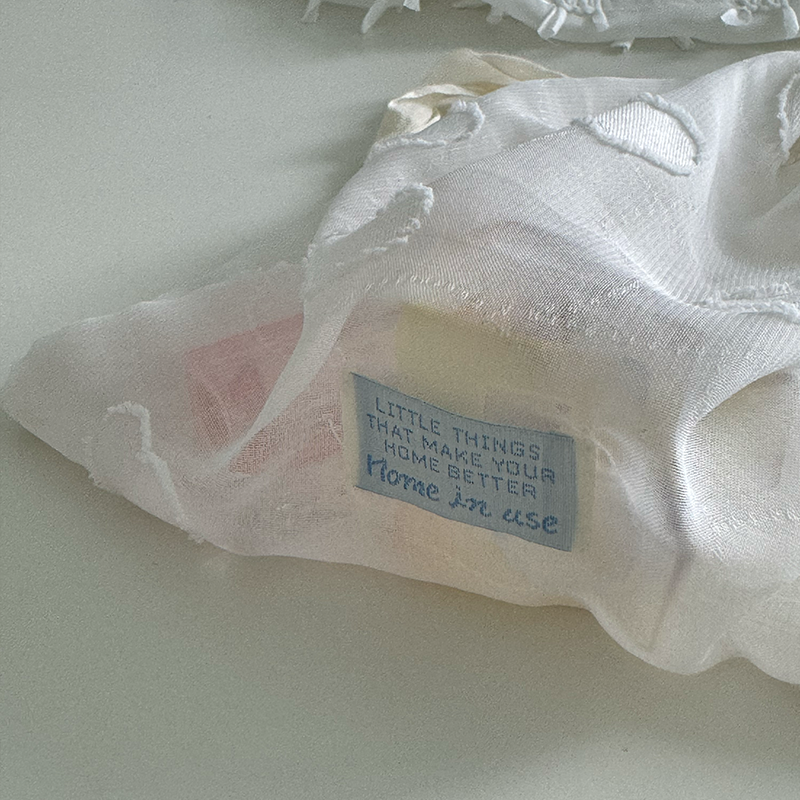 LITTLE THINGS
THAT MAKE YOUR
HOME BETTER
Home in use